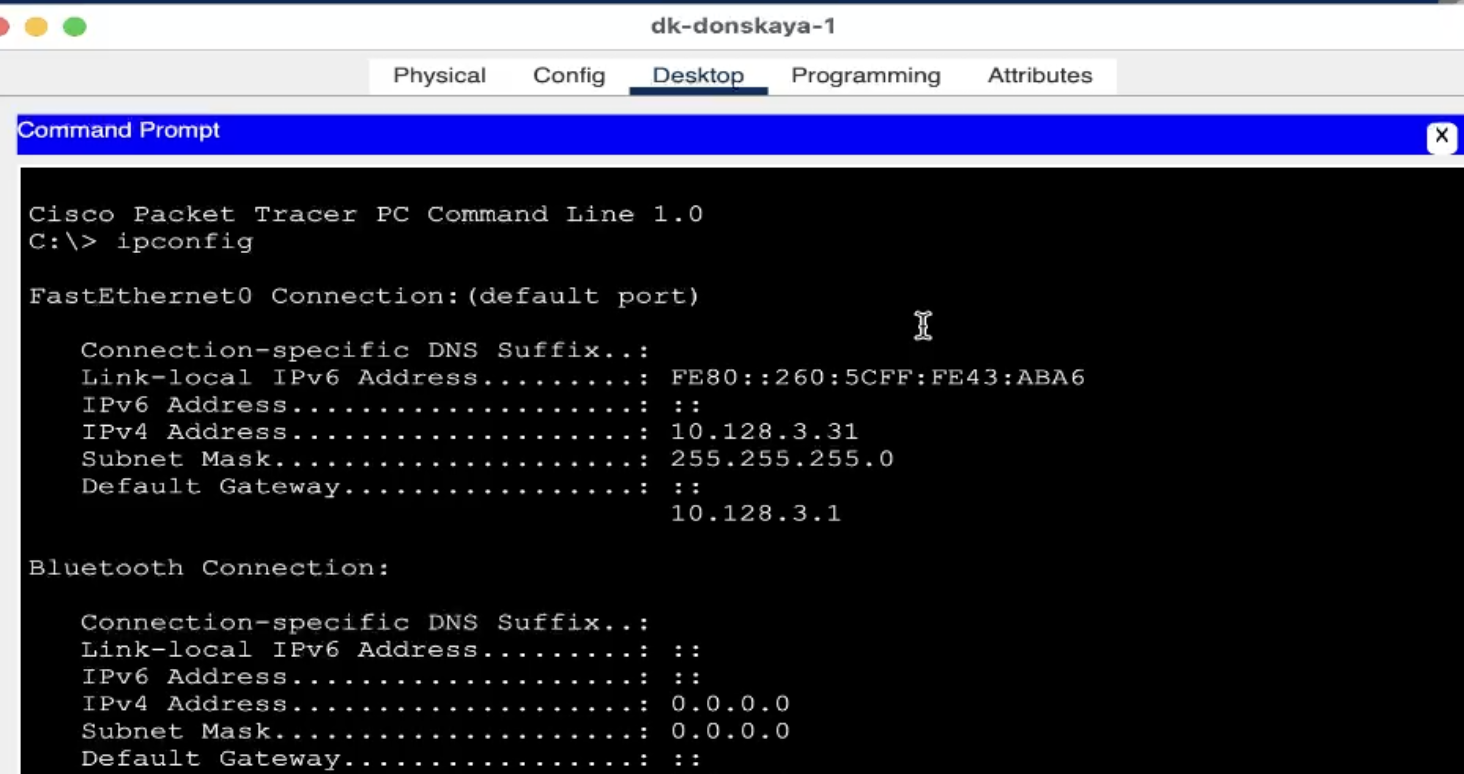 dk-donskaya-1
Physical Config Desktop Programming Attributes
Command Prompt
X
Cisco Packet Tracer PC Command Line 1.0
C:\> ipconfig
FastEthernet0 Connection:(default port)
Connection-specific DNS Suffix..:
Link-local IPv6 Address.........: FE80::260:5CFF:FE43:ABA6
IPv6 Address....................: ::
IPv4 Address....................: 10.128.3.31
Subnet Mask.....................: 255.255.255.0
Default Gateway.................: ::
10.128.3.1
Bluetooth Connection:
Connection-specific DNS Suffix..:
Link-local IPv6 Address.........: ::
IPv6 Address....................: ::
IPv4 Address....................: 0.0.0.0
Subnet Mask.....................: 0.0.0.0
Default Gateway.................: ::